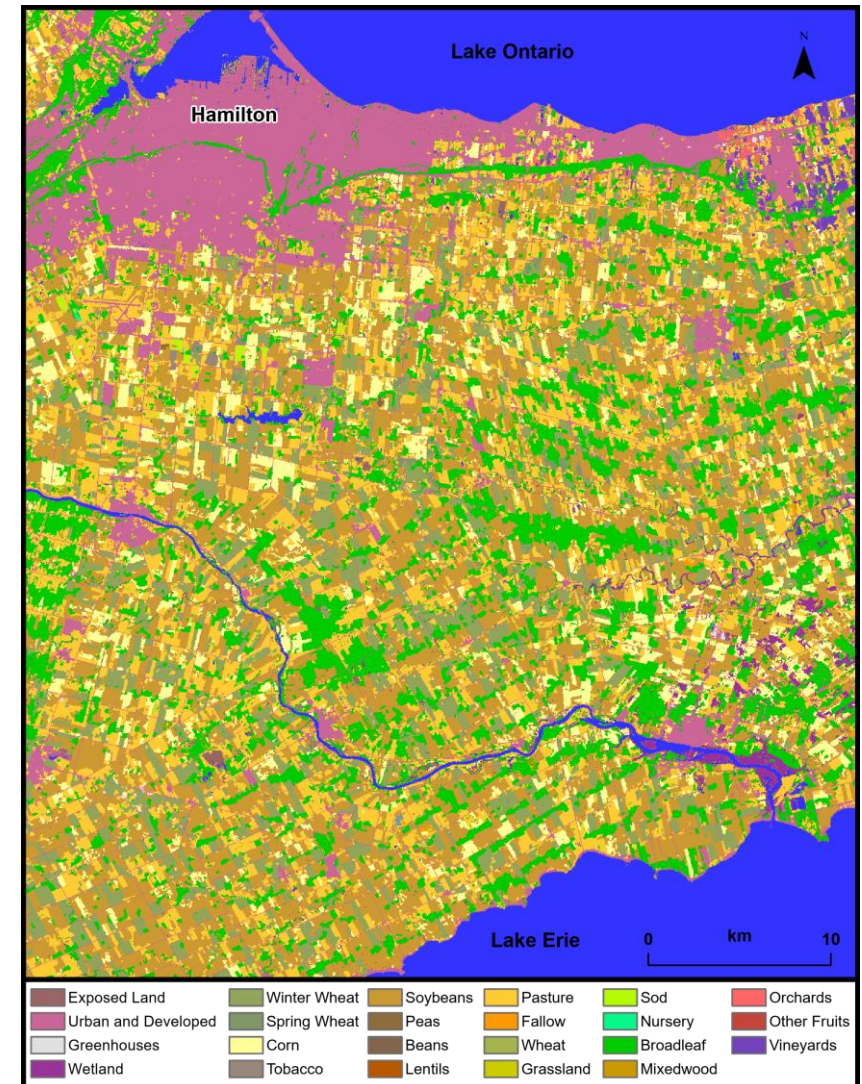 Lake Ontario
N
Hamilton
Lake Erie
0 km 10
Exposed Land Winter Wheat Soybeans Pasture Sod Orchards
Urban and Developed Spring Wheat Peas Fallow Nursery Other Fruits
Greenhouses Corn Beans Wheat Broadleaf Vineyards
Wetland Tobacco Lentils Grassland Mixedwood